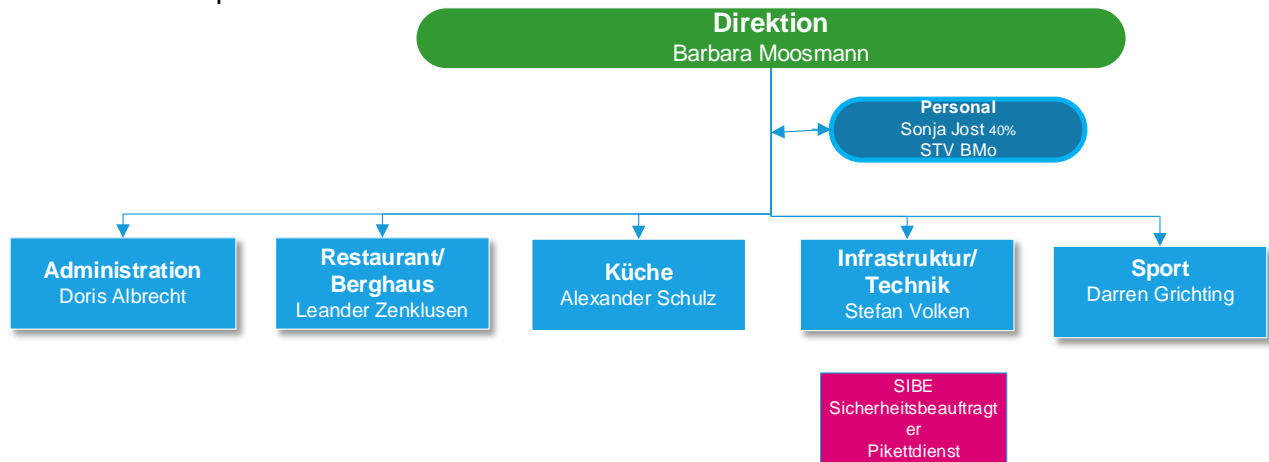 Direktion
Barbara Moosmann
Personal
Sonja Jost 40%
STV BMo
Administration
Doris Albrecht
Restaurant/
Berghaus
Leander Zenklusen
Küche
Alexander Schulz
Infrastruktur/
Technik
Stefan Volken
Sport
Darren Grichting
SIBE
Sicherheitsbeauftragt
er
Pikettdienst